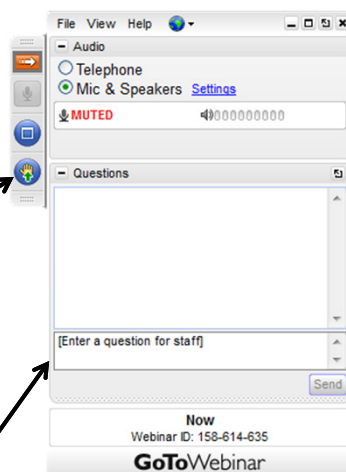 File View Help
Audio
Telephone
Mic & Speakers Settings
MUTED 000000000
Questions
[Enter a question for staff]
Send
Now
Webinar ID: 158-614-635
GoToWebinar